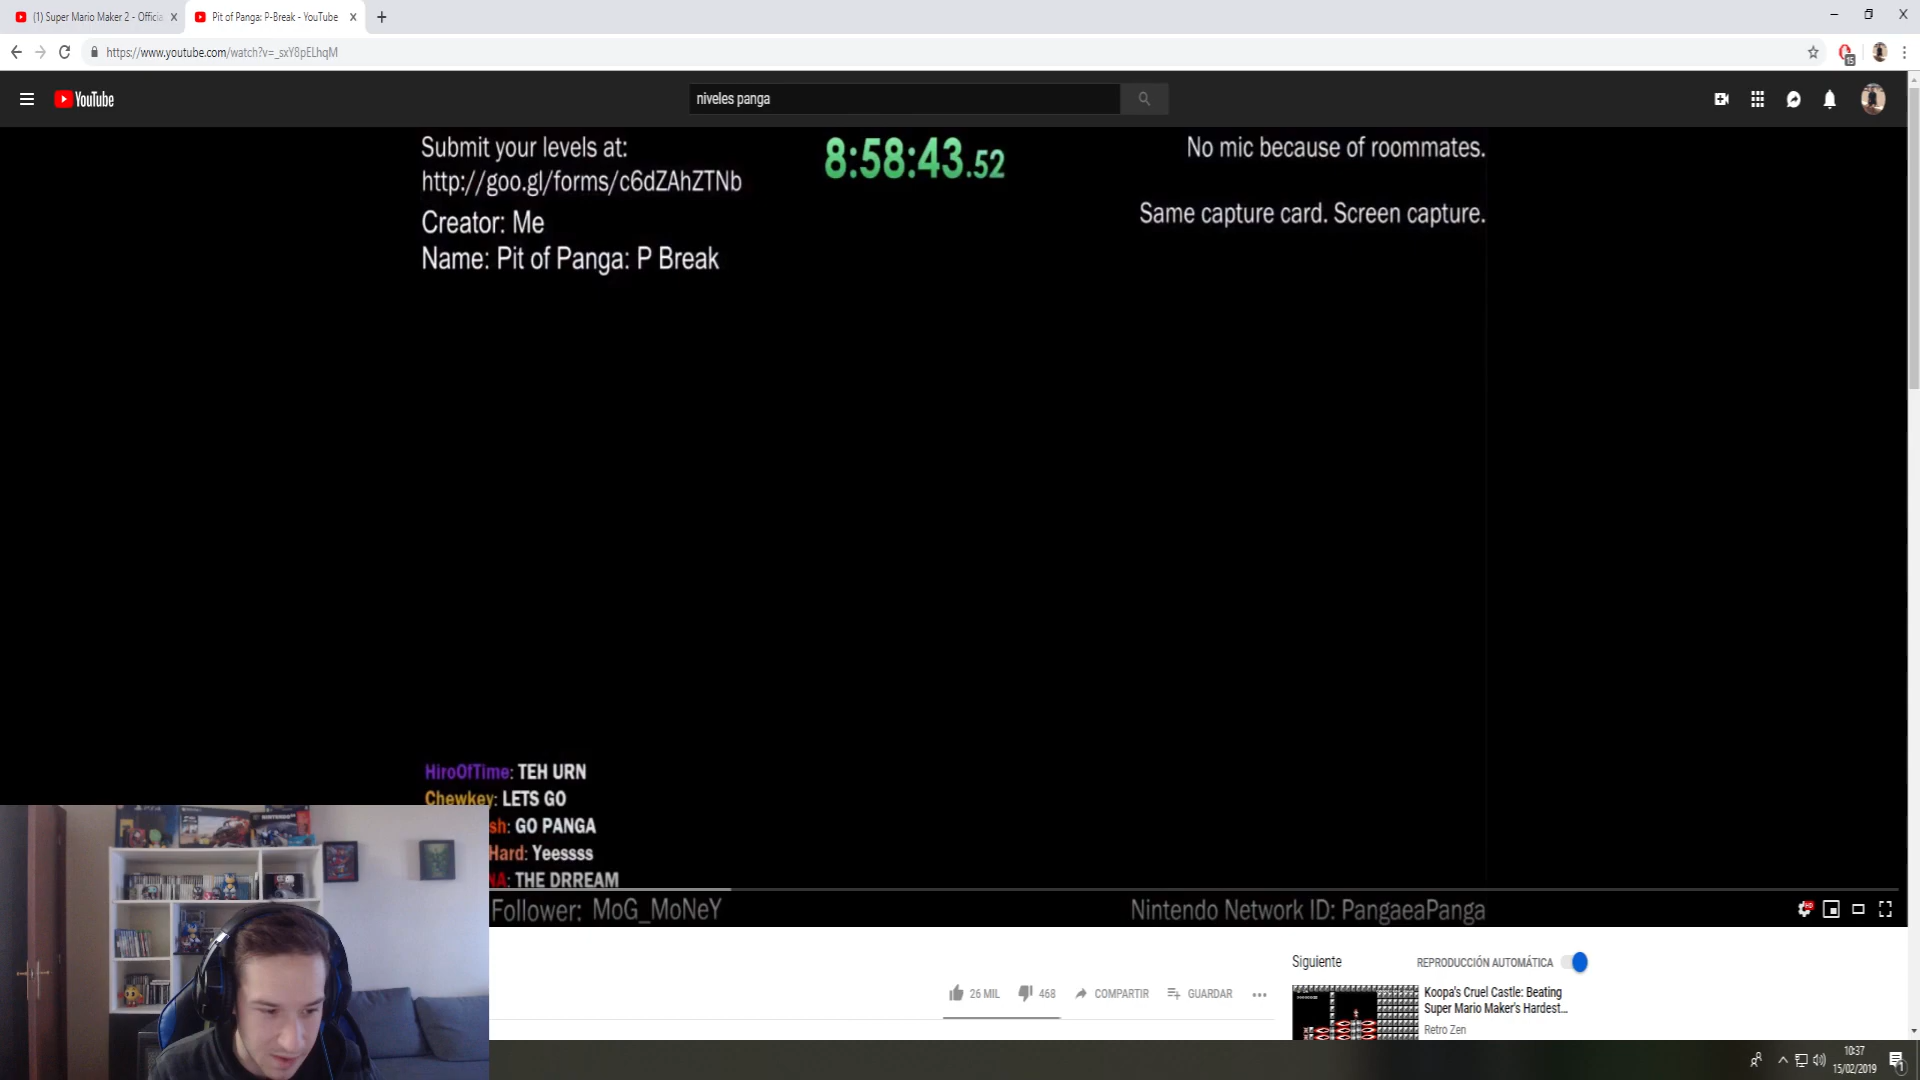 (1) Super Mario Maker 2 - Officia
Pit of Panga: P-Break - YouTube
https://www.youtube.com/watch?v=_sxY8pELhqM
15
YouTube
niveles panga
Submit your levels at:
http://goo.gl/forms/c6dZAhZTNb
Creator: Me
Name: Pit of Panga: P Break
8:58:43.52
No mic because of roommates.
Same capture card. Screen capture.
HiroOfTime: TEH URN
Chewkey: LETS GO
sh: GO PANGA
Hard: Yeessss
NA: THE DRREAM
Follower: MoG_MoNeY
Nintendo Network ID: PangaeaPanga
HD
26 MIL
468
COMPARTIR
GUARDAR
Siguiente
REPRODUCCIÓN AUTOMÁTICA
Koopa's Cruel Castle: Beating
Super Mario Maker's Hardest...
Retro Zen
10:37
15/02/2019
1